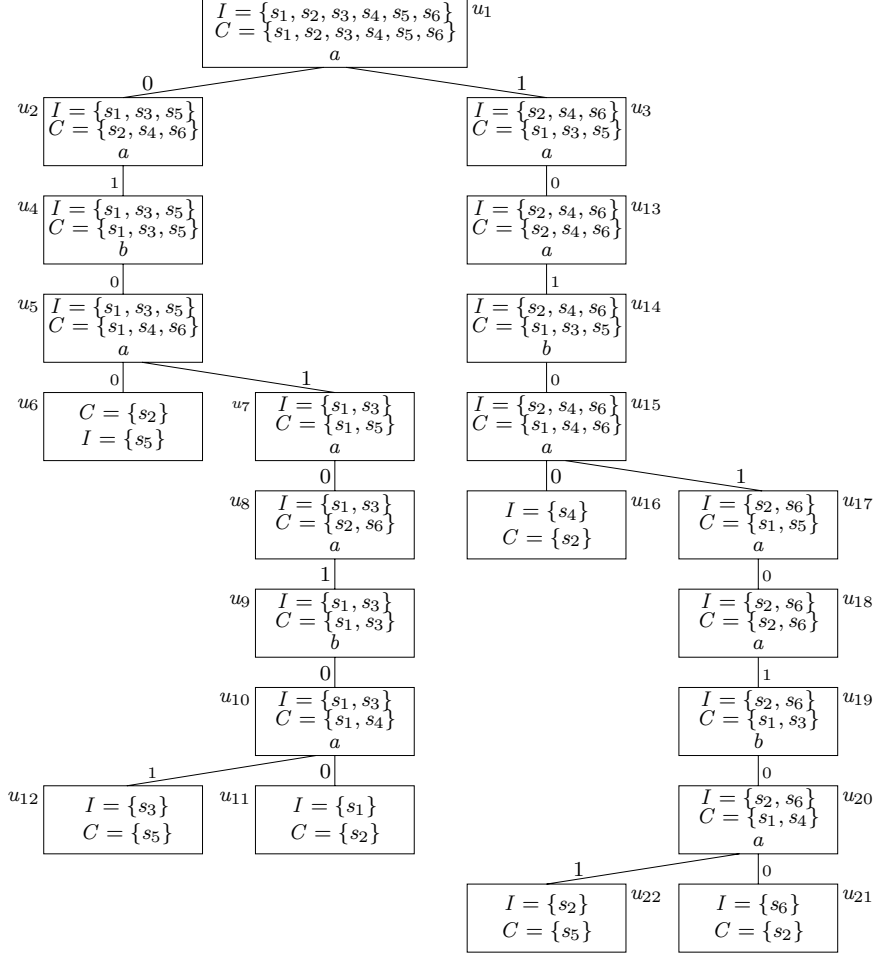 I = {s₁, s₂, s₃, s₄, s₅, s₆} u₁
C = {s₁, s₂, s₃, s₄, s₅, s₆}
a
0 1
u₂ I = {s₁, s₃, s₅} I = {s₂, s₄, s₆} u₃
C = {s₂, s₄, s₆} C = {s₁, s₃, s₅}
a a
1 0
u₄ I = {s₁, s₃, s₅} I = {s₂, s₄, s₆} u₁₃
C = {s₁, s₃, s₅} C = {s₂, s₄, s₆}
b a
0 1
u₅ I = {s₁, s₃, s₅} I = {s₂, s₄, s₆} u₁₄
C = {s₁, s₄, s₆} C = {s₁, s₃, s₅}
a b
0 1 0
u₆ C = {s₂} u₇ I = {s₁, s₃} I = {s₂, s₄, s₆} u₁₅
I = {s₅} C = {s₁, s₅} C = {s₁, s₄, s₆}
a a
0 0 1
u₈ I = {s₁, s₃} I = {s₄} u₁₆ I = {s₂, s₆} u₁₇
C = {s₂, s₆} C = {s₂} C = {s₁, s₅}
a a
1 0
u₉ I = {s₁, s₃} I = {s₂, s₆} u₁₈
C = {s₁, s₃} C = {s₂, s₆}
b a
0 1
u₁₀ I = {s₁, s₃} I = {s₂, s₆} u₁₉
C = {s₁, s₄} C = {s₁, s₃}
a b
1 0 0
u₁₂ I = {s₃} u₁₁ I = {s₁} I = {s₂, s₆} u₂₀
C = {s₅} C = {s₂} C = {s₁, s₄}
a
1 0
I = {s₂} u₂₂ I = {s₆} u₂₁
C = {s₅} C = {s₂}